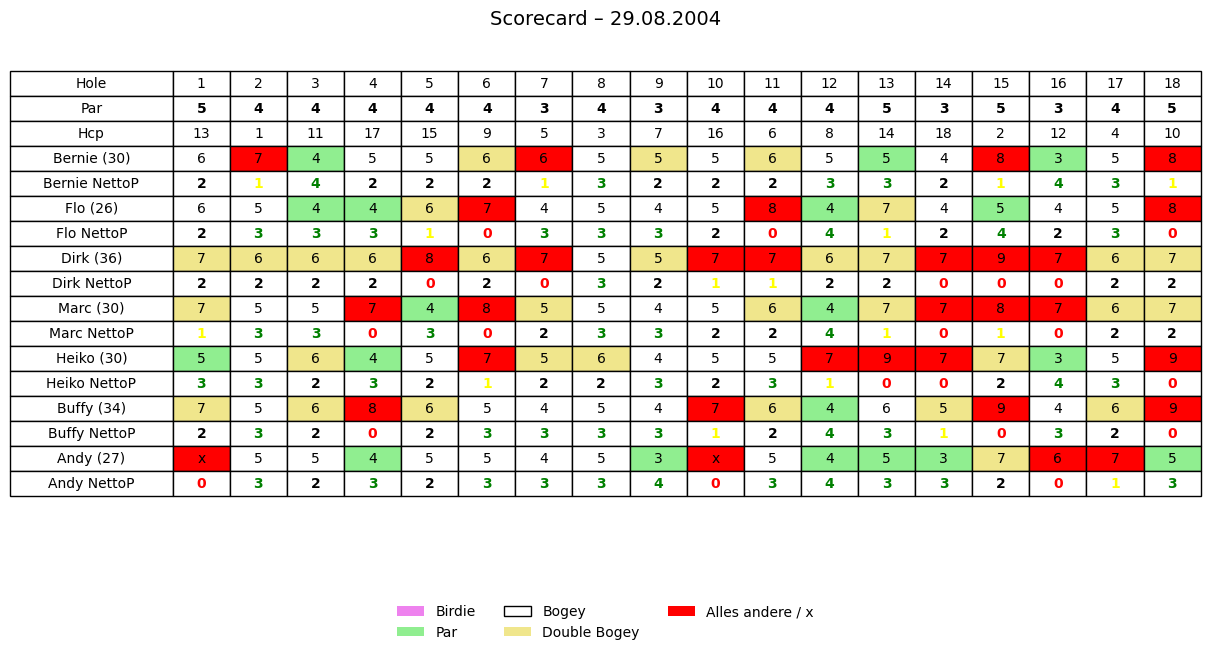 Scorecard – 29.08.2004
Hole 1 2 3 4 5 6 7 8 9 10 11 12 13 14 15 16 17 18
Par 5 4 4 4 4 4 3 4 3 4 4 4 5 3 5 3 4 5
Hcp 13 1 11 17 15 9 5 3 7 16 6 8 14 18 2 12 4 10
Bernie (30) 6 7 4 5 5 6 6 5 5 5 6 5 5 4 8 3 5 8
Bernie NettoP 2 1 4 2 2 2 1 3 2 2 2 3 3 2 1 4 3 1
Flo (26) 6 5 4 4 6 7 4 5 4 5 8 4 7 4 5 4 5 8
Flo NettoP 2 3 3 3 1 0 3 3 3 2 0 4 1 2 4 2 3 0
Dirk (36) 7 6 6 6 8 6 7 5 5 7 7 6 7 7 9 7 6 7
Dirk NettoP 2 2 2 2 0 2 0 3 2 1 1 2 2 0 0 0 2 2
Marc (30) 7 5 5 7 4 8 5 5 4 5 6 4 7 7 8 7 6 7
Marc NettoP 1 3 3 0 3 0 2 3 3 2 2 4 1 0 1 0 2 2
Heiko (30) 5 5 6 4 5 7 5 6 4 5 5 7 9 7 7 3 5 9
Heiko NettoP 3 3 2 3 2 1 2 2 3 2 3 1 0 0 2 4 3 0
Buffy (34) 7 5 6 8 6 5 4 5 4 7 6 4 6 5 9 4 6 9
Buffy NettoP 2 3 2 0 2 3 3 3 3 1 2 4 3 1 0 3 2 0
Andy (27) x 5 5 4 5 5 4 5 3 x 5 4 5 3 7 6 7 5
Andy NettoP 0 3 2 3 2 3 3 3 4 0 3 4 3 3 2 0 1 3
Birdie Bogey Alles andere / x
Par Double Bogey